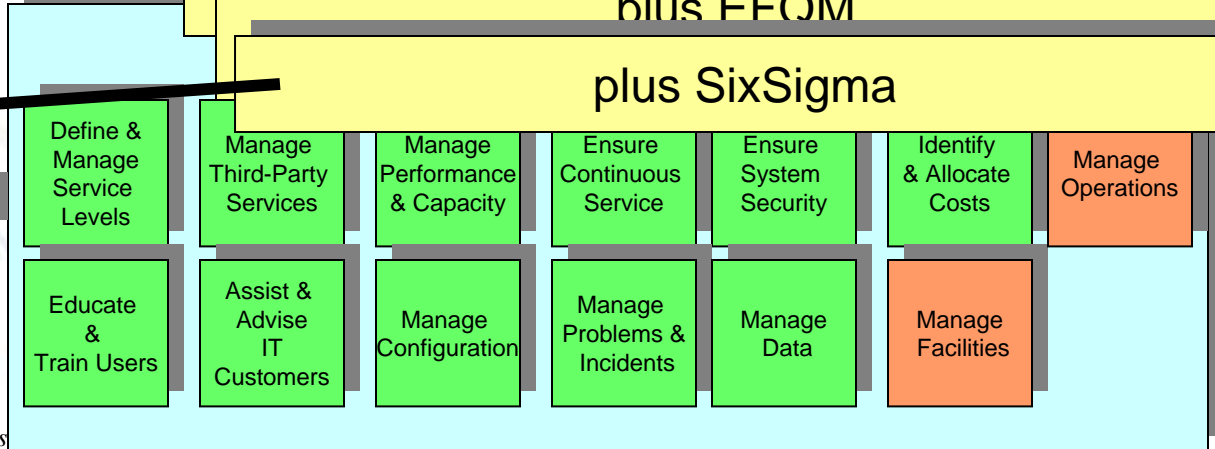 plus EFQM
plus SixSigma
Define &
Manage
Service
Levels
Manage
Third-Party
Services
Manage
Performance
& Capacity
Ensure
Continuous
Service
Ensure
System
Security
Identify
& Allocate
Costs
Manage
Operations
Educate
&
Train Users
Assist &
Advise
IT
Customers
Manage
Configuration
Manage
Problems &
Incidents
Manage
Data
Manage
Facilities
s